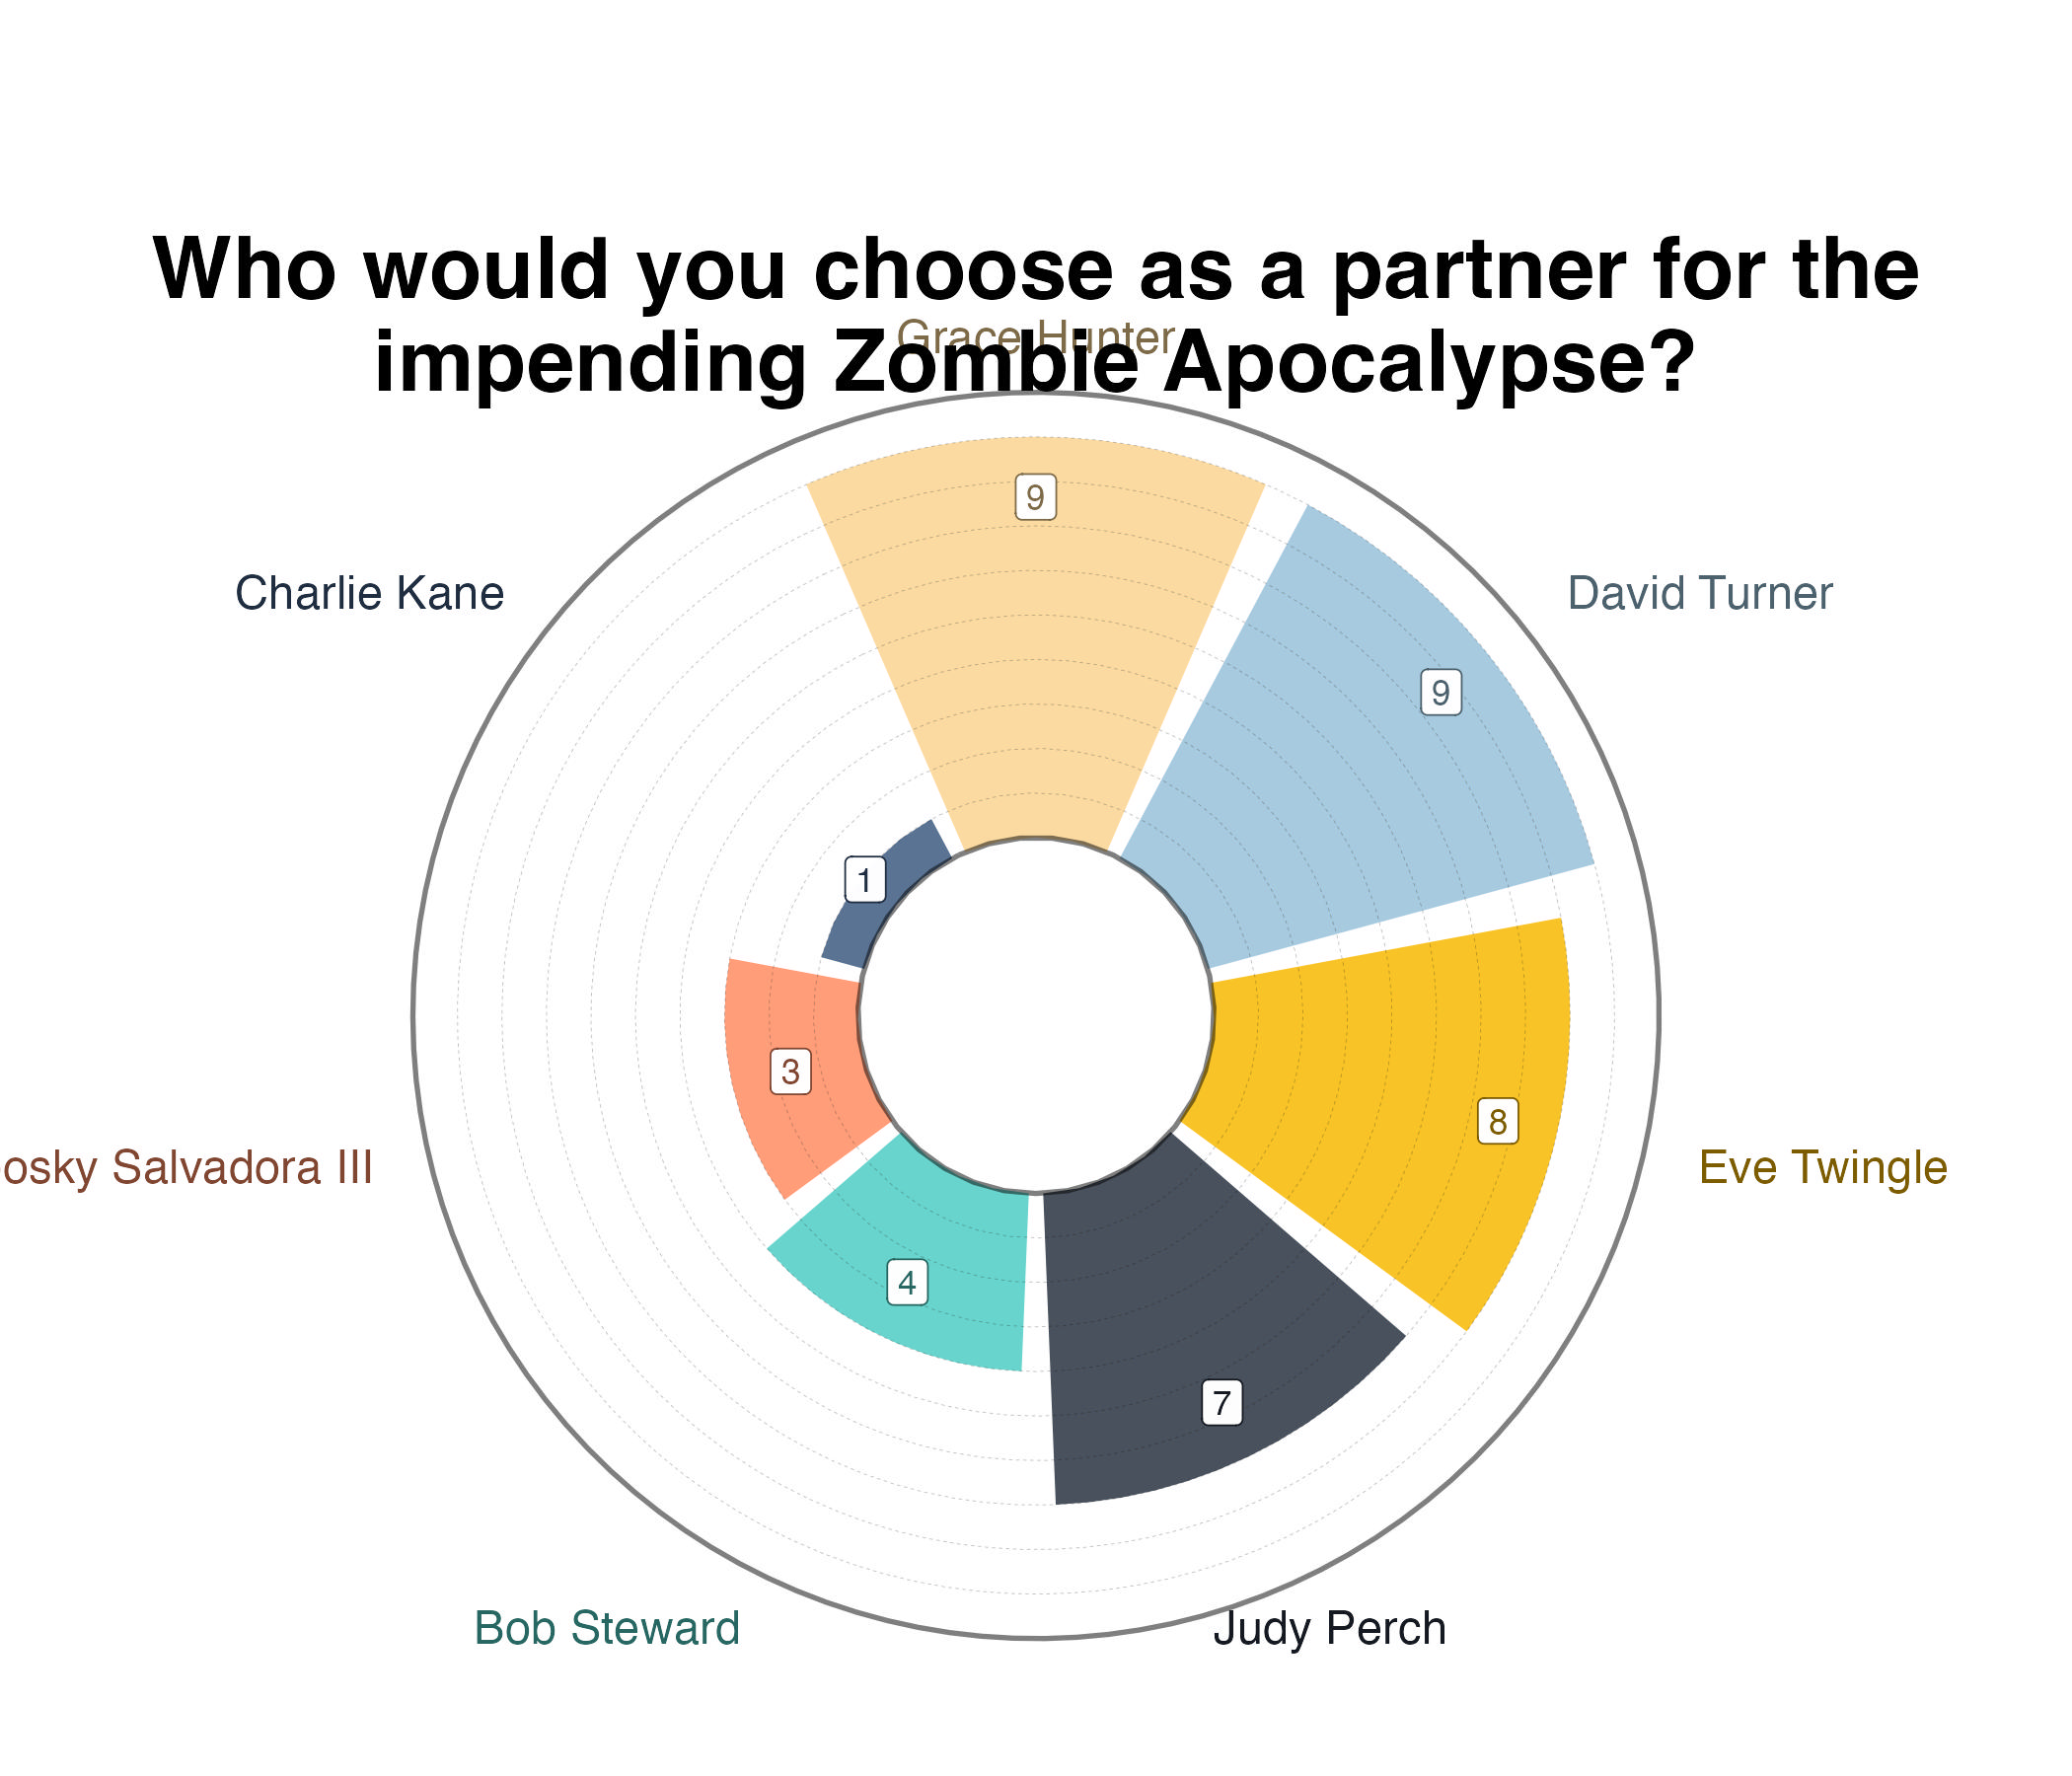 Who would you choose as a partner for the
impending Zombie Apocalypse?
Grace Hunter
9
David Turner
9
Charlie Kane
1
Eve Twingle
8
Salvadora III
3
Bob Steward
4
Judy Perch
7